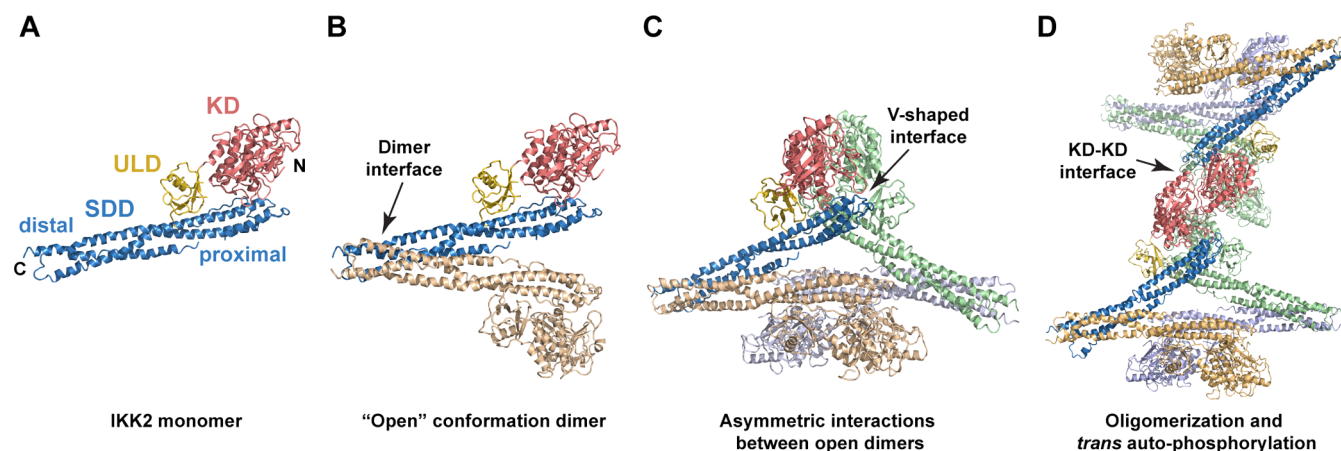 A
KD
N
ULD
SDD
distal
proximal
C
IKK2 monomer
B
Dimer
interface
“Open” conformation dimer
C
V-shaped
interface
Asymmetric interactions
between open dimers
D
KD-KD
interface
Oligomerization and
trans auto-phosphorylation